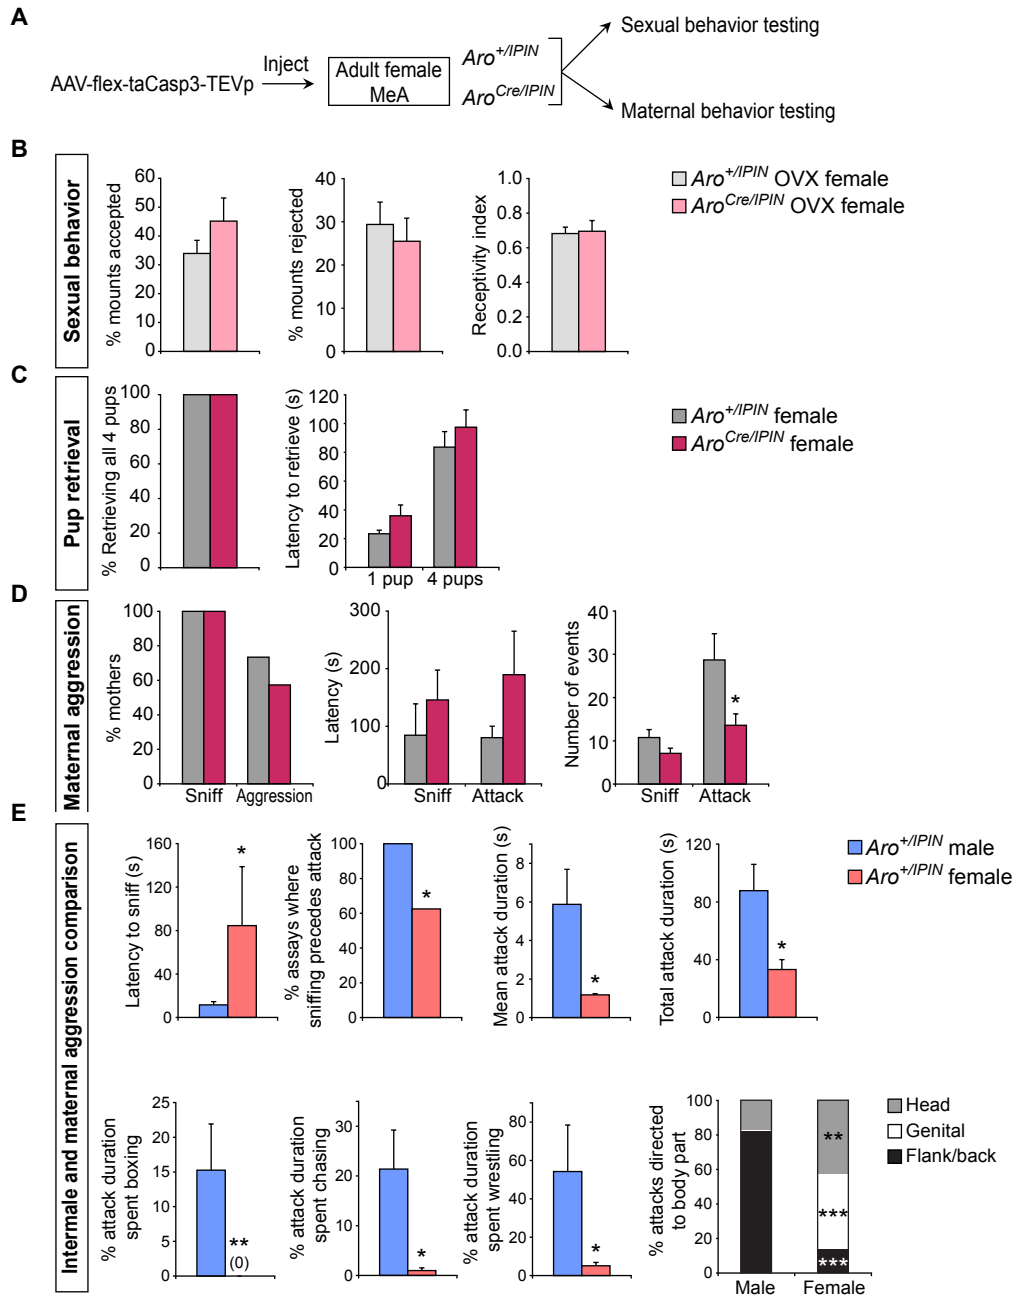 A
AAV-flex-taCasp3-TEVp
Inject
Adult female
MeA
Aro+/IPIN
AroCre/IPIN
Sexual behavior testing
Maternal behavior testing
B
Sexual behavior
% mounts accepted
60
50
40
30
20
10
0
% mounts rejected
40
30
20
10
0
Receptivity index
1.0
0.8
0.6
0.4
0.2
0.0
Aro+/IPIN OVX female
AroCre/IPIN OVX female
C
Pup retrieval
% Retrieving all 4 pups
100
80
60
40
20
0
Latency to retrieve (s)
120
100
80
60
40
20
0
1 pup
4 pups
Aro+/IPIN female
AroCre/IPIN female
D
Maternal aggression
% mothers
100
80
60
40
20
0
Sniff
Aggression
Latency (s)
300
200
100
0
Sniff
Attack
Number of events
40
30
20
10
0
*
Sniff
Attack
E
Intermale and maternal aggression comparison
Latency to sniff (s)
160
120
80
40
0
*
% assays where
sniffing precedes attack
100
80
60
40
20
0
*
Mean attack duration (s)
8
6
4
2
0
*
Total attack duration (s)
120
80
40
0
*
Aro+/IPIN male
Aro+/IPIN female
% attack duration
spent boxing
25
20
15
10
5
0
**
(0)
% attack duration
spent chasing
30
20
10
0
*
% attack duration
spent wrestling
80
60
40
20
0
*
% attacks directed
to body part
100
80
60
40
20
0
**
***
***
Male
Female
Head
Genital
Flank/back